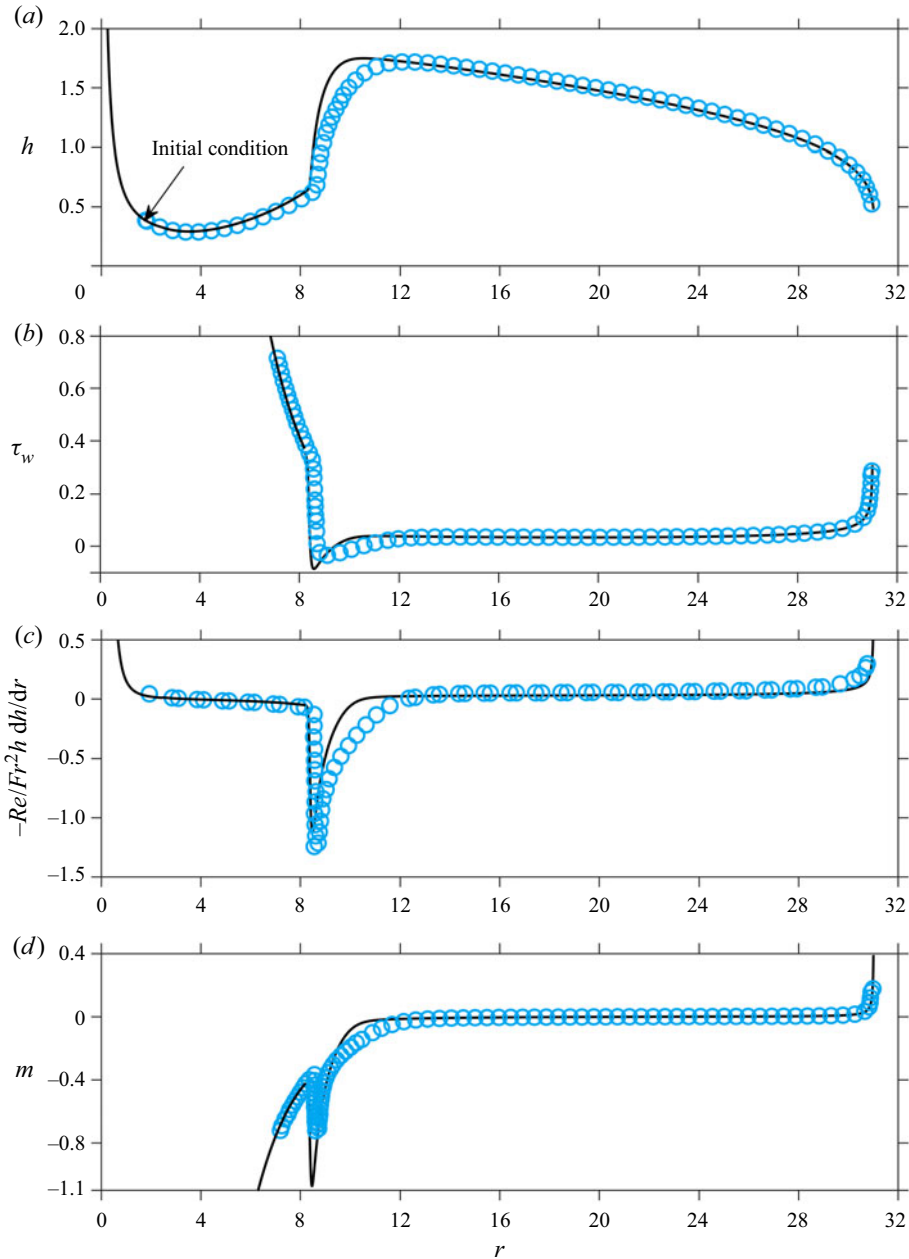 (a)
2.0
1.5
h
1.0
0.5
Initial condition
0 4 8 12 16 20 24 28 32
(b)
0.8
0.6
τw
0.4
0.2
0
0 4 8 12 16 20 24 28 32
(c)
0.5
0
–Re/Fr²h dh/dr
–0.5
–1.0
–1.5
0 4 8 12 16 20 24 28 32
(d)
0.4
0
m
–0.4
–0.8
–1.1
0 4 8 12 16 20 24 28 32
r